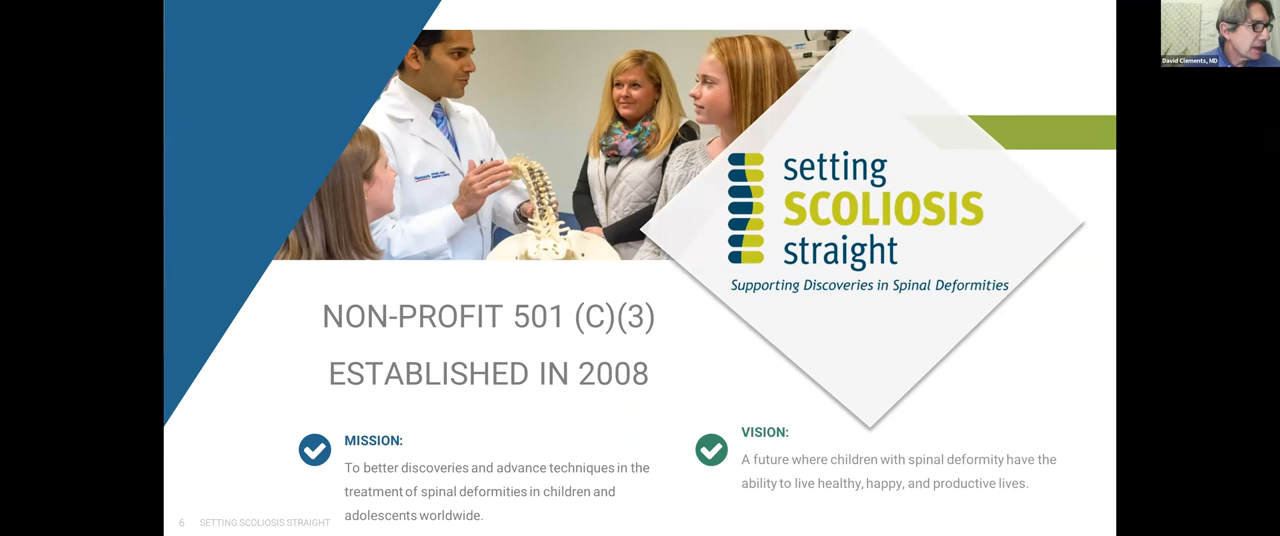 David Clements, MD
setting
SCOLIOSIS
straight
Supporting Discoveries in Spinal Deformities
NON-PROFIT 501 (C)(3)
ESTABLISHED IN 2008
MISSION:
To better discoveries and advance techniques in the
treatment of spinal deformities in children and
adolescents worldwide.
VISION:
A future where children with spinal deformity have the
ability to live healthy, happy, and productive lives.
6 SETTING SCOLIOSIS STRAIGHT